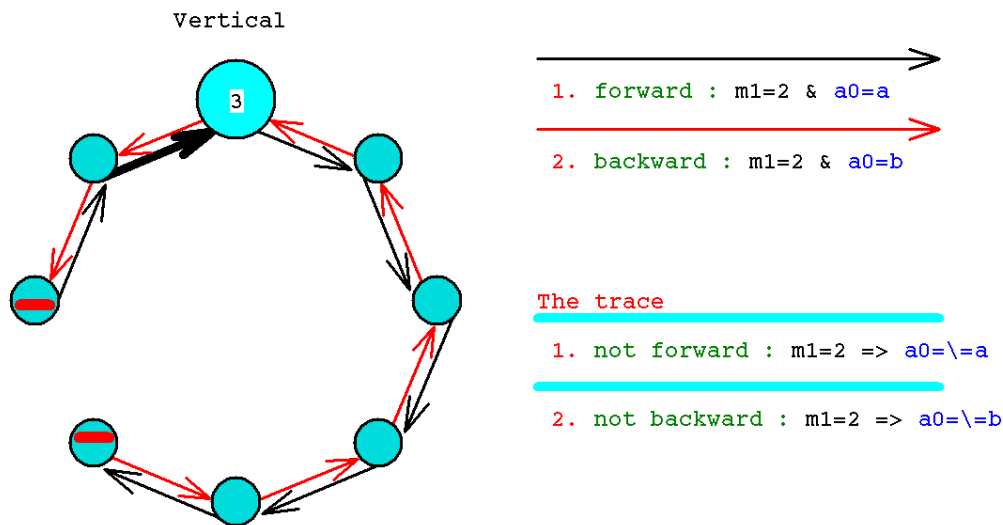 Vertical
3
1. forward : m1=2 & a0=a
2. backward : m1=2 & a0=b
The trace
1. not forward : m1=2 => a0=\=a
2. not backward : m1=2 => a0=\=b